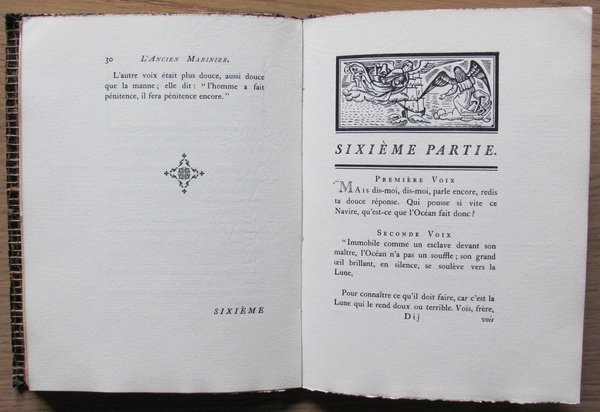 30 L'Ancien Marinier.
L'autre voix était plus douce, aussi douce
que la manne; elle dit: "l'homme a fait
pénitence, il fera pénitence encore."
SIXIÈME
SIXIÈME PARTIE.
Première Voix
"Mais dis-moi, dis-moi, parle encore, redis
ta douce réponse. Qui pousse si vite ce
Navire, qu'est-ce que l'Océan fait donc?
Seconde Voix
"Immobile comme un esclave devant son
maître, l'Océan n'a pas un souffle; son grand
œil brillant, en silence, se soulève vers la
Lune,
Pour connaître ce qu'il doit faire, car c'est la
Lune qui le rend doux ou terrible. Vois, frère,
Dij vois